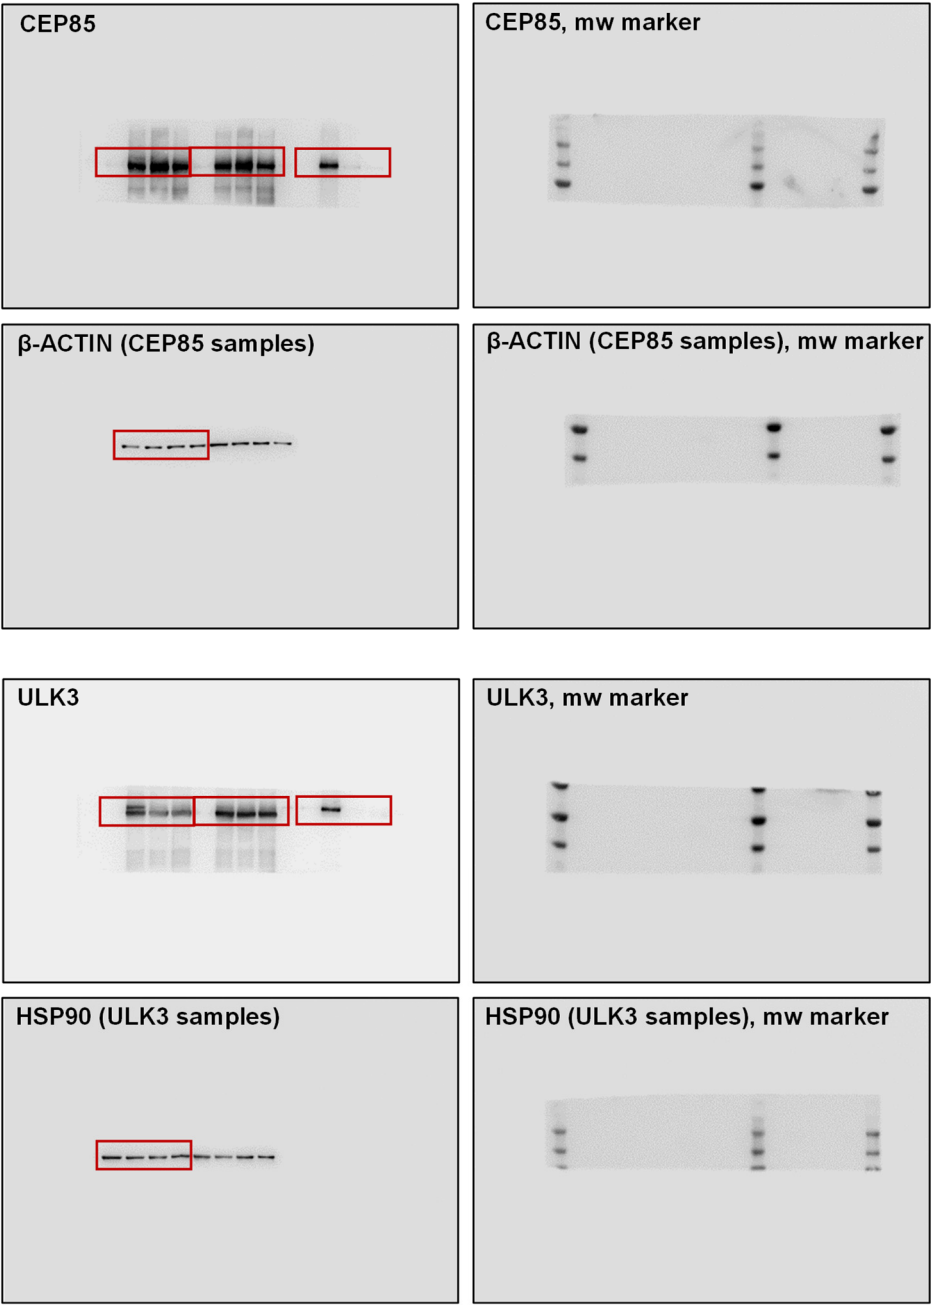 CEP85
CEP85, mw marker
β-ACTIN (CEP85 samples)
β-ACTIN (CEP85 samples), mw marker
ULK3
ULK3, mw marker
HSP90 (ULK3 samples)
HSP90 (ULK3 samples), mw marker